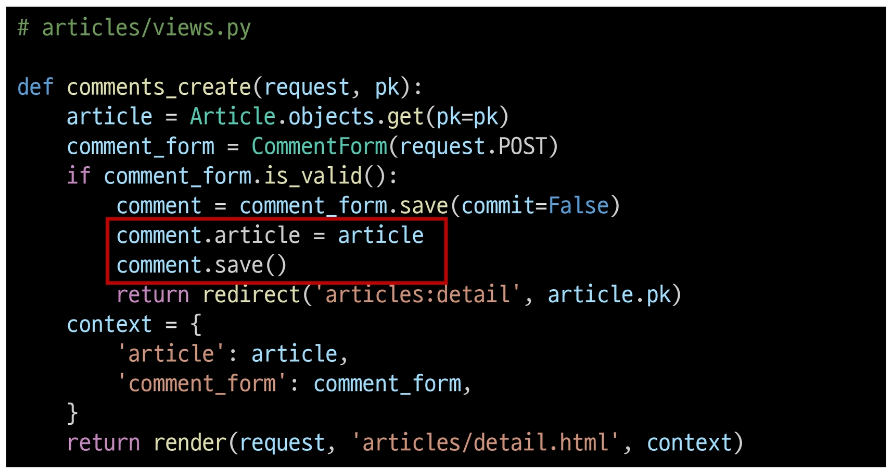 # articles/views.py
def comments_create(request, pk):
    article = Article.objects.get(pk=pk)
    comment_form = CommentForm(request.POST)
    if comment_form.is_valid():
        comment = comment_form.save(commit=False)
        comment.article = article
        comment.save()
        return redirect('articles:detail', article.pk)
    context = {
        'article': article,
        'comment_form': comment_form,
    }
    return render(request, 'articles/detail.html', context)